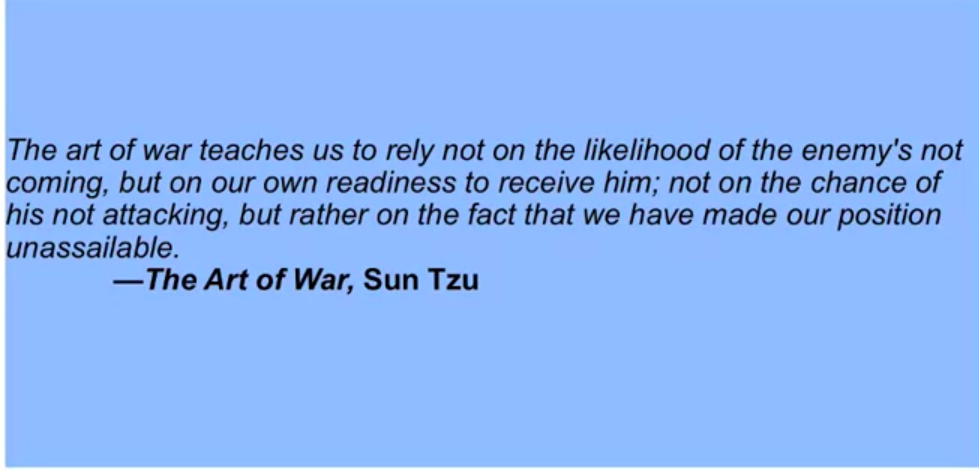 The art of war teaches us to rely not on the likelihood of the enemy's not
coming, but on our own readiness to receive him; not on the chance of
his not attacking, but rather on the fact that we have made our position
unassailable.
—The Art of War, Sun Tzu